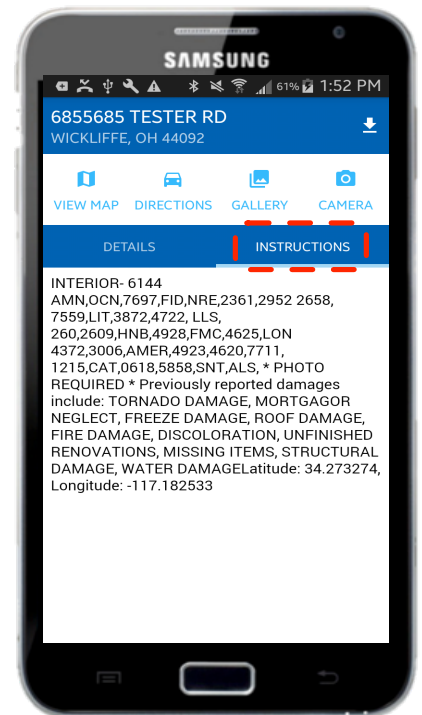 SAMSUNG
61% 1:52 PM
6855685 TESTER RD
WICKLIFFE, OH 44092
VIEW MAP DIRECTIONS GALLERY CAMERA
DETAILS INSTRUCTIONS
INTERIOR- 6144
AMN,OCN,7697,FID,NRE,2361,2952 2658,
7559,LIT,3872,4722, LLS,
260,2609,HNB,4928,FMC,4625,LON
4372,3006,AMER,4923,4620,7711,
1215,CAT,0618,5858,SNT,ALS, * PHOTO
REQUIRED * Previously reported damages
include: TORNADO DAMAGE, MORTGAGOR
NEGLECT, FREEZE DAMAGE, ROOF DAMAGE,
FIRE DAMAGE, DISCOLORATION, UNFINISHED
RENOVATIONS, MISSING ITEMS, STRUCTURAL
DAMAGE, WATER DAMAGELatitude: 34.273274,
Longitude: -117.182533